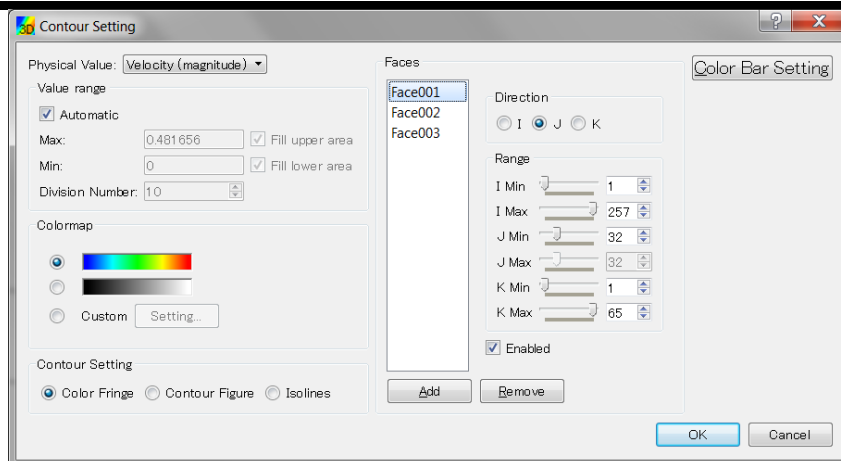 3D Contour Setting
Physical Value: Velocity (magnitude)
Value range
Automatic
Max: 0.481656 Fill upper area
Min: 0 Fill lower area
Division Number: 10
Colormap
Custom Setting...
Contour Setting
Color Fringe Contour Figure Isolines
Faces
Face001
Face002
Face003
Add Remove
Direction
I J K
Range
I Min 1
I Max 257
J Min 32
J Max 32
K Min 1
K Max 65
Enabled
Color Bar Setting
OK Cancel